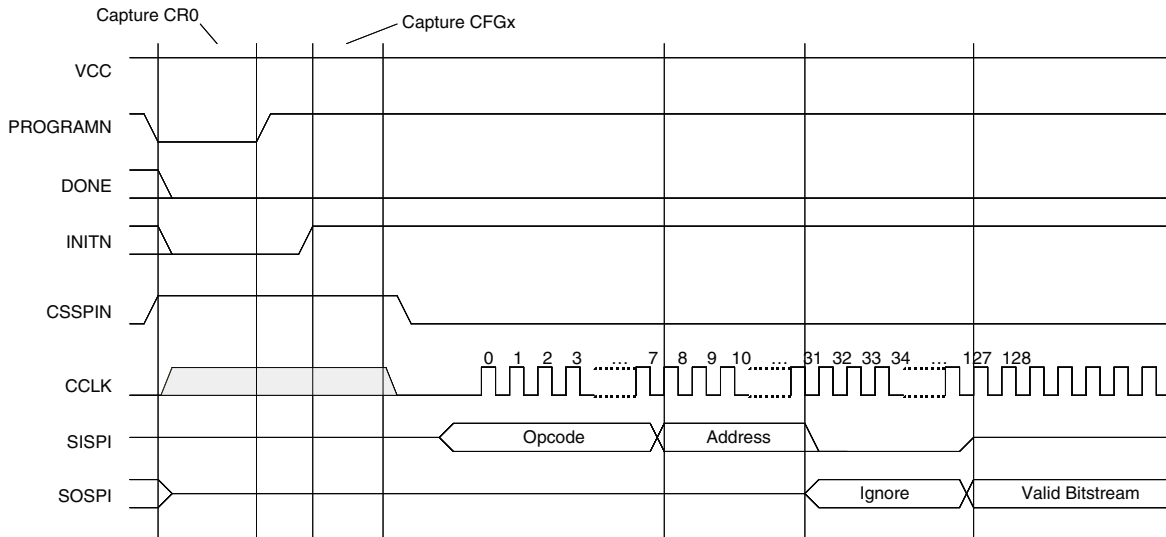 Capture CR0
Capture CFGx
VCC
PROGRAMN
DONE
INITN
CSSPIN
0 1 2 3 ... 7 8 9 10 ... 31 32 33 34 ... 127 128
CCLK
SISPI Opcode Address
SOSPI Ignore Valid Bitstream